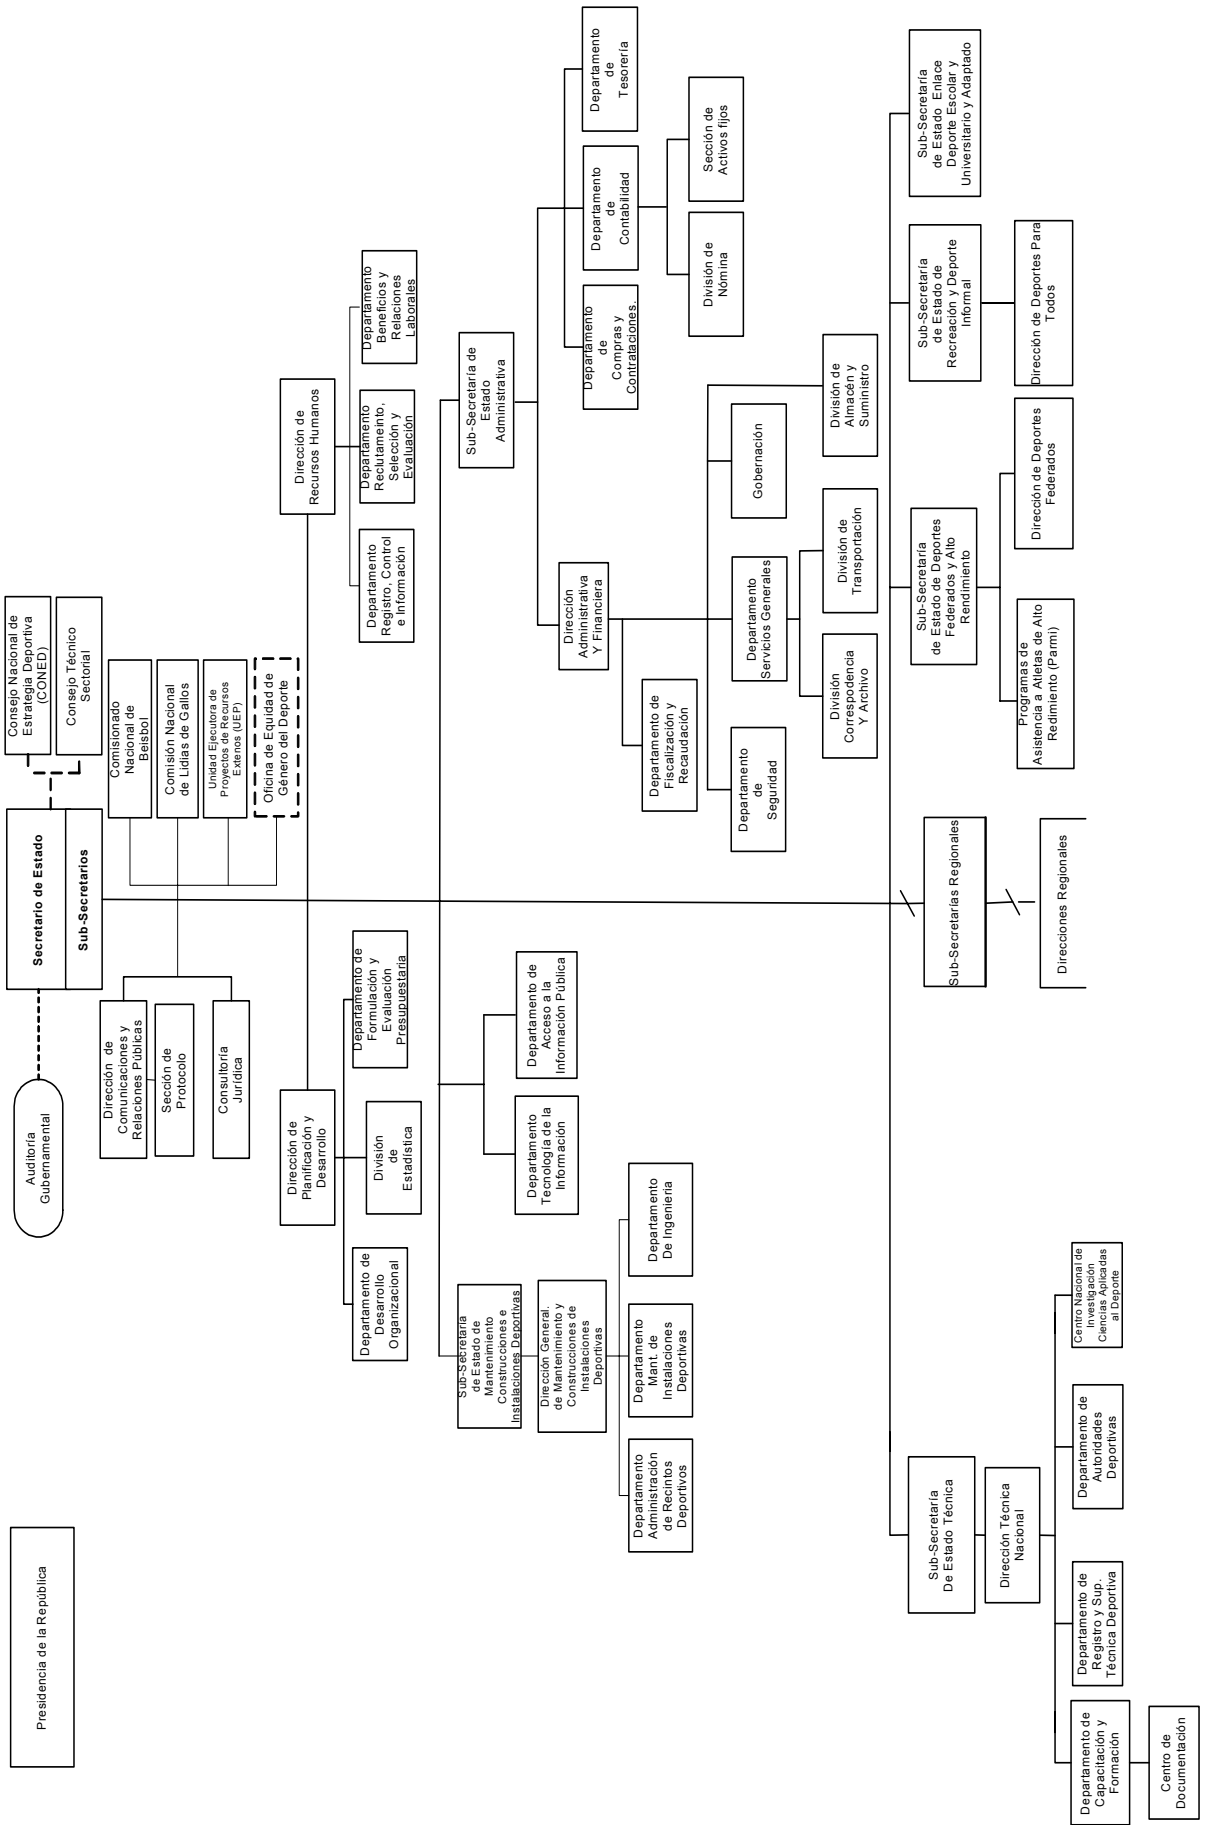 Presidencia de la República
Auditoría
Gubernamental
Secretario de Estado
Sub-Secretarios
Consejo Nacional de
Estrategia Deportiva
(CONED)
Consejo Técnico
Sectorial
Dirección de
Comunicaciones y
Relaciones Públicas
Sección de
Protocolo
Consultoría
Jurídica
Comisionado
Nacional de
Beisbol
Comisión Nacional
de Lidias de Gallos
Unidad Ejecutora de
Proyectos de Recursos
Extenos (UEP)
Oficina de Equidad de
Género del Deporte
Dirección de
Planificación y
Desarrollo
Dirección de
Recursos Humanos
Departamento de
Desarrollo
Organizacional
División
de
Estadística
Departamento de
Formulación y
Evaluación
Presupuestaria
Departamento
Registro, Control
e Información
Departamento
Reclutameinto,
Selección y
Evaluación
Departamento
Beneficios y
Relaciones
Laborales
Sub-Secretaría
de Estado de
Mantenimiento
Construcciones e
Instalaciones Deportivas
Departamento
Tecnología de la
Información
Departamento de
Acceso a la
Información Pública
Sub-Secretaría de
Estado
Administrativa
Dirección General.
de Mantenimiento y
Construcciones de
Instalaciones
Deportivas
Dirección
Administrativa
Y Financiera
Departamento
de
Compras y
Contrataciones.
Departamento
de
Contabilidad
Departamento
de
Tesorería
Departamento
Administración
de Recintos
Deportivos
Departamento
Mant. de
Instalaciones
Deportivas
Departamento
De Ingeniería
Departamento de
Fiscalización y
Recaudación
División de
Nómina
Sección de
Activos fijos
Departamento
de
Seguridad
Departamento
Servicios Generales
Gobernación
División
Correspodencia
Y Archivo
División de
Transportación
División de
Almacén y
Suministro
Sub-Secretaría
De Estado Técnica
Sub-Secretarías Regionales
Sub-Secretaría
de Estado de Deportes
Federados y Alto
Rendimiento
Sub-Secretaría
de Estado de
Recreación y Deporte
Informal
Sub-Secretaría
de Estado Enlace
Deporte Escolar y
Universitario y Adaptado
Dirección Técnica
Nacional
Direcciones Regionales
Programas de
Asistencia a Atletas de Alto
Redimiento (Parmi)
Dirección de Deportes
Federados
Dirección de Deportes Para
Todos
Departamento de
Capacitación y
Formación
Departamento de
Registro y Sup.
Técnica Deportiva
Departamento de
Autoridades
Deportivas
Centro Nacional de
Investigación
Ciencias Aplicadas
al Deporte
Centro de
Documentación